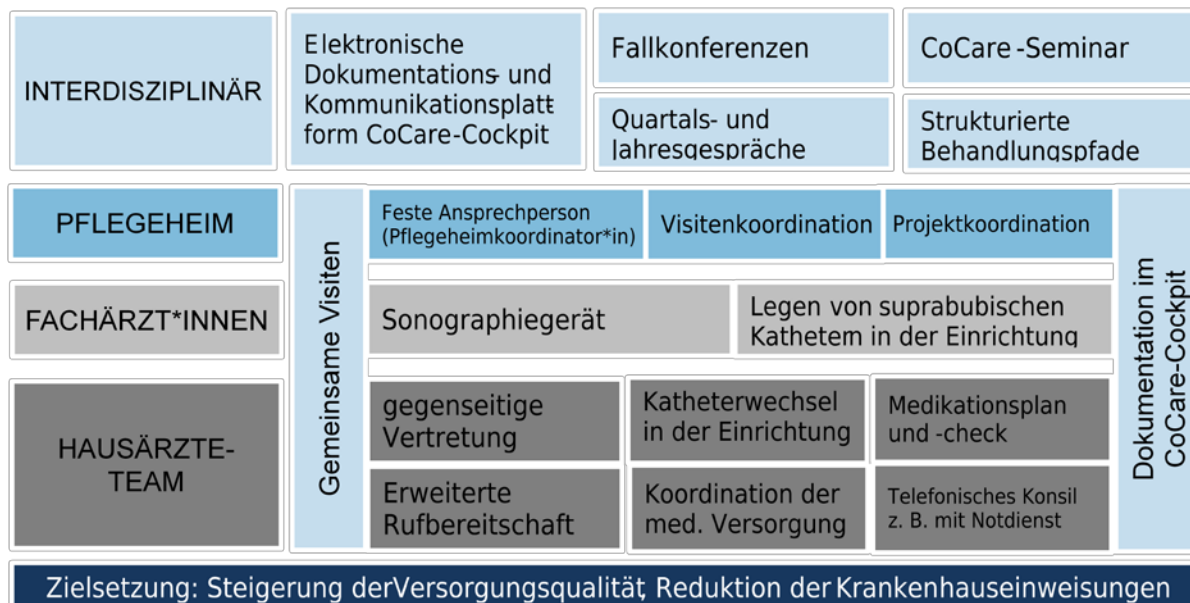 INTERDISZIPLINÄR
Elektronische
Dokumentations- und
Kommunikationsplatt-
form CoCare-Cockpit
Fallkonferenzen
CoCare -Seminar
Quartals- und
Jahresgespräche
Strukturierte
Behandlungspfade
PFLEGEHEIM
Gemeinsame Visiten
Feste Ansprechperson
(Pflegeheimkoordinator*in)
Visitenkoordination
Projektkoordination
Dokumentation im
CoCare-Cockpit
FACHÄRZT*INNEN
Sonographiegerät
Legen von suprabubischen
Kathetern in der Einrichtung
HAUSÄRZTE-
TEAM
gegenseitige
Vertretung
Katheterwechsel
in der Einrichtung
Medikationsplan
und -check
Erweiterte
Rufbereitschaft
Koordination der
med. Versorgung
Telefonisches Konsil
z. B. mit Notdienst
Zielsetzung: Steigerung der Versorgungsqualität, Reduktion der Krankenhauseinweisungen